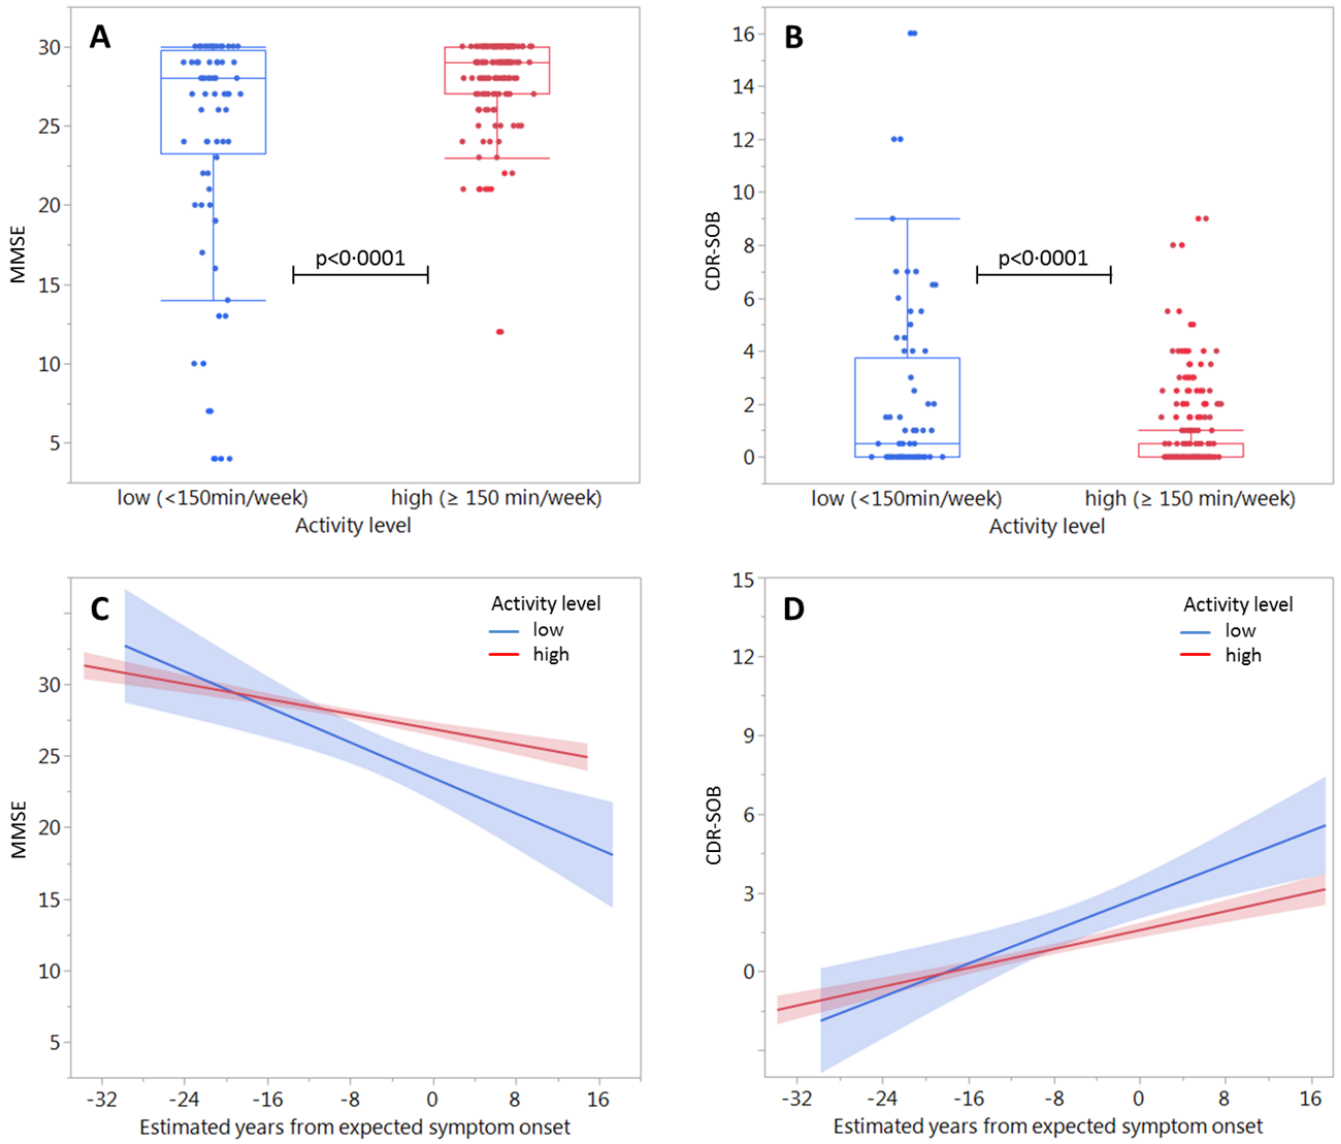 A
30
25
20
15
10
5
MMSE
p<0·0001
low (<150min/week)
high (≥ 150 min/week)
Activity level
B
16
14
12
10
8
6
4
2
0
CDR-SOB
p<0·0001
low (<150min/week)
high (≥ 150 min/week)
Activity level
C
Activity level
low
high
30
25
20
15
10
5
MMSE
-32 -24 -16 -8 0 8 16
Estimated years from expected symptom onset
D
Activity level
low
high
15
12
9
6
3
0
CDR-SOB
-32 -24 -16 -8 0 8 16
Estimated years from expected symptom onset